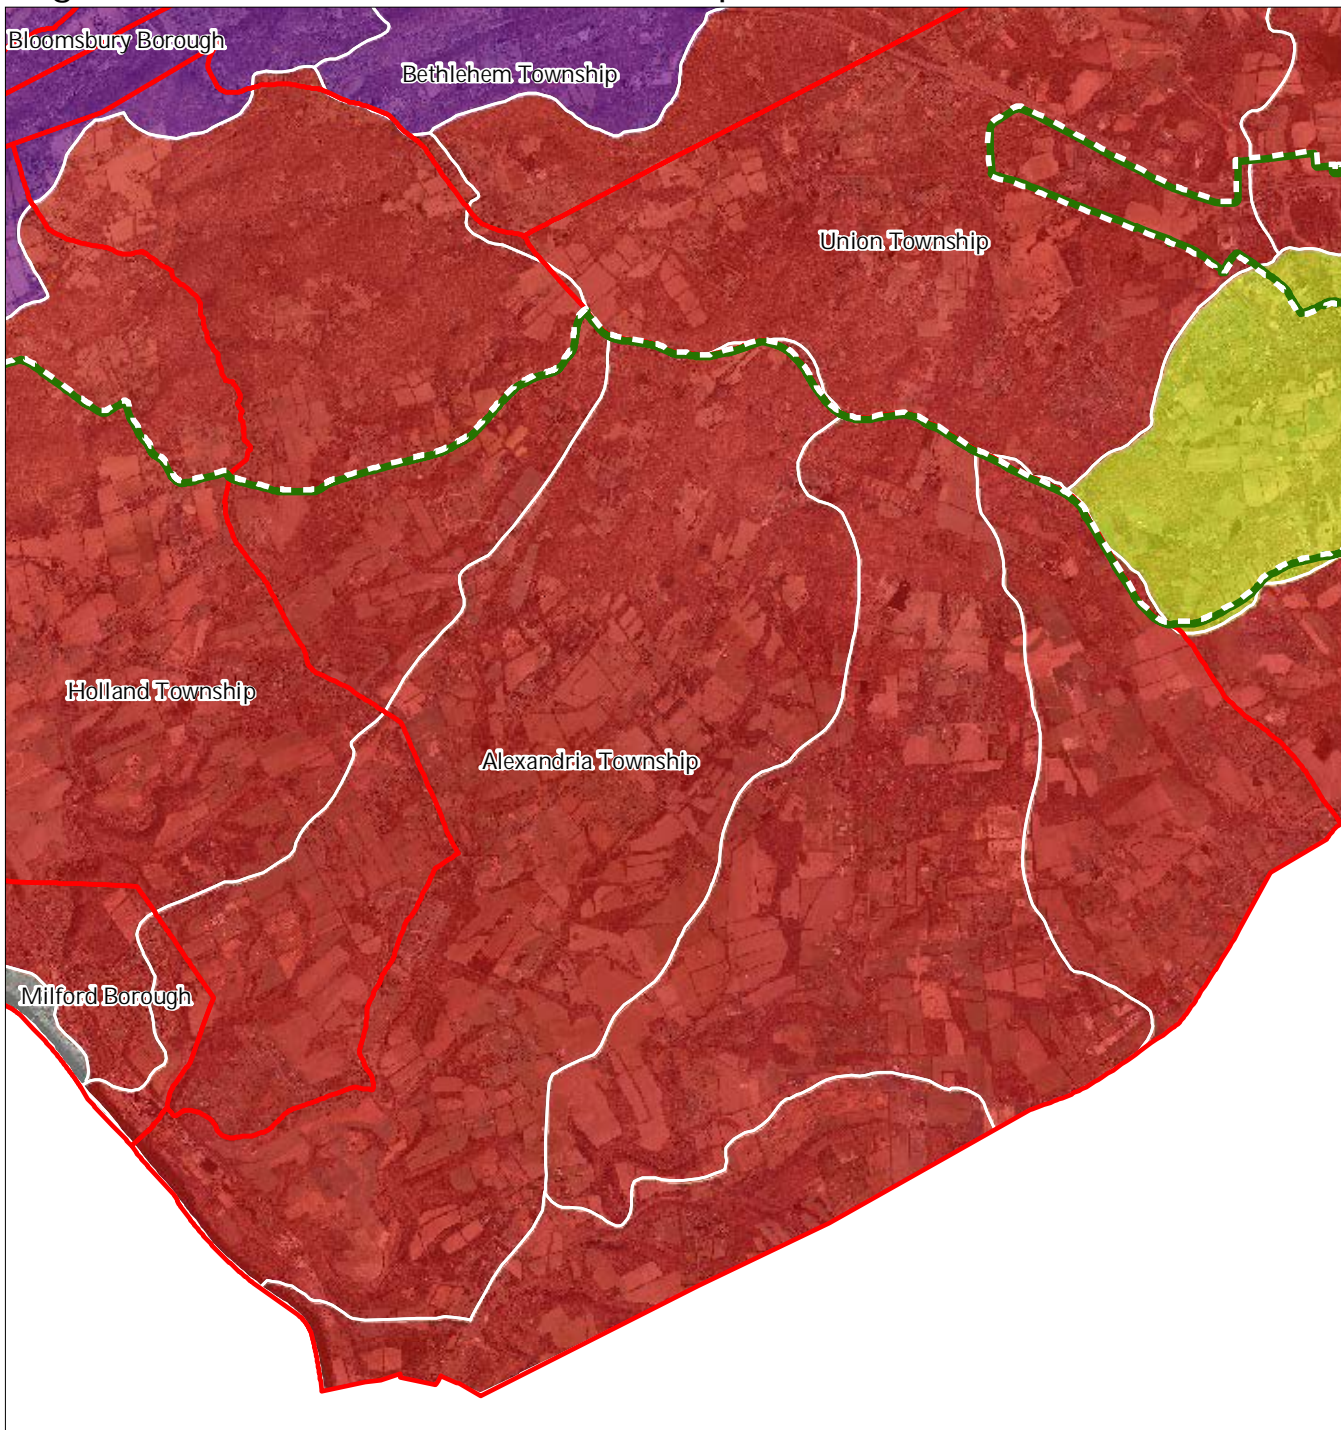 Bloomsbury Borough
Bethlehem Township
Union Township
Holland Township
Alexandria Township
Milford Borough